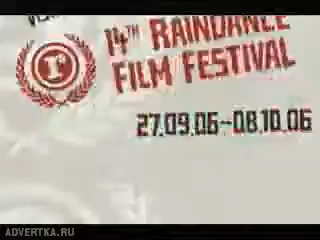 14TH RAINDANCE
FILM FESTIVAL
27.09.06-08.10.06
ADVERTKA.RU